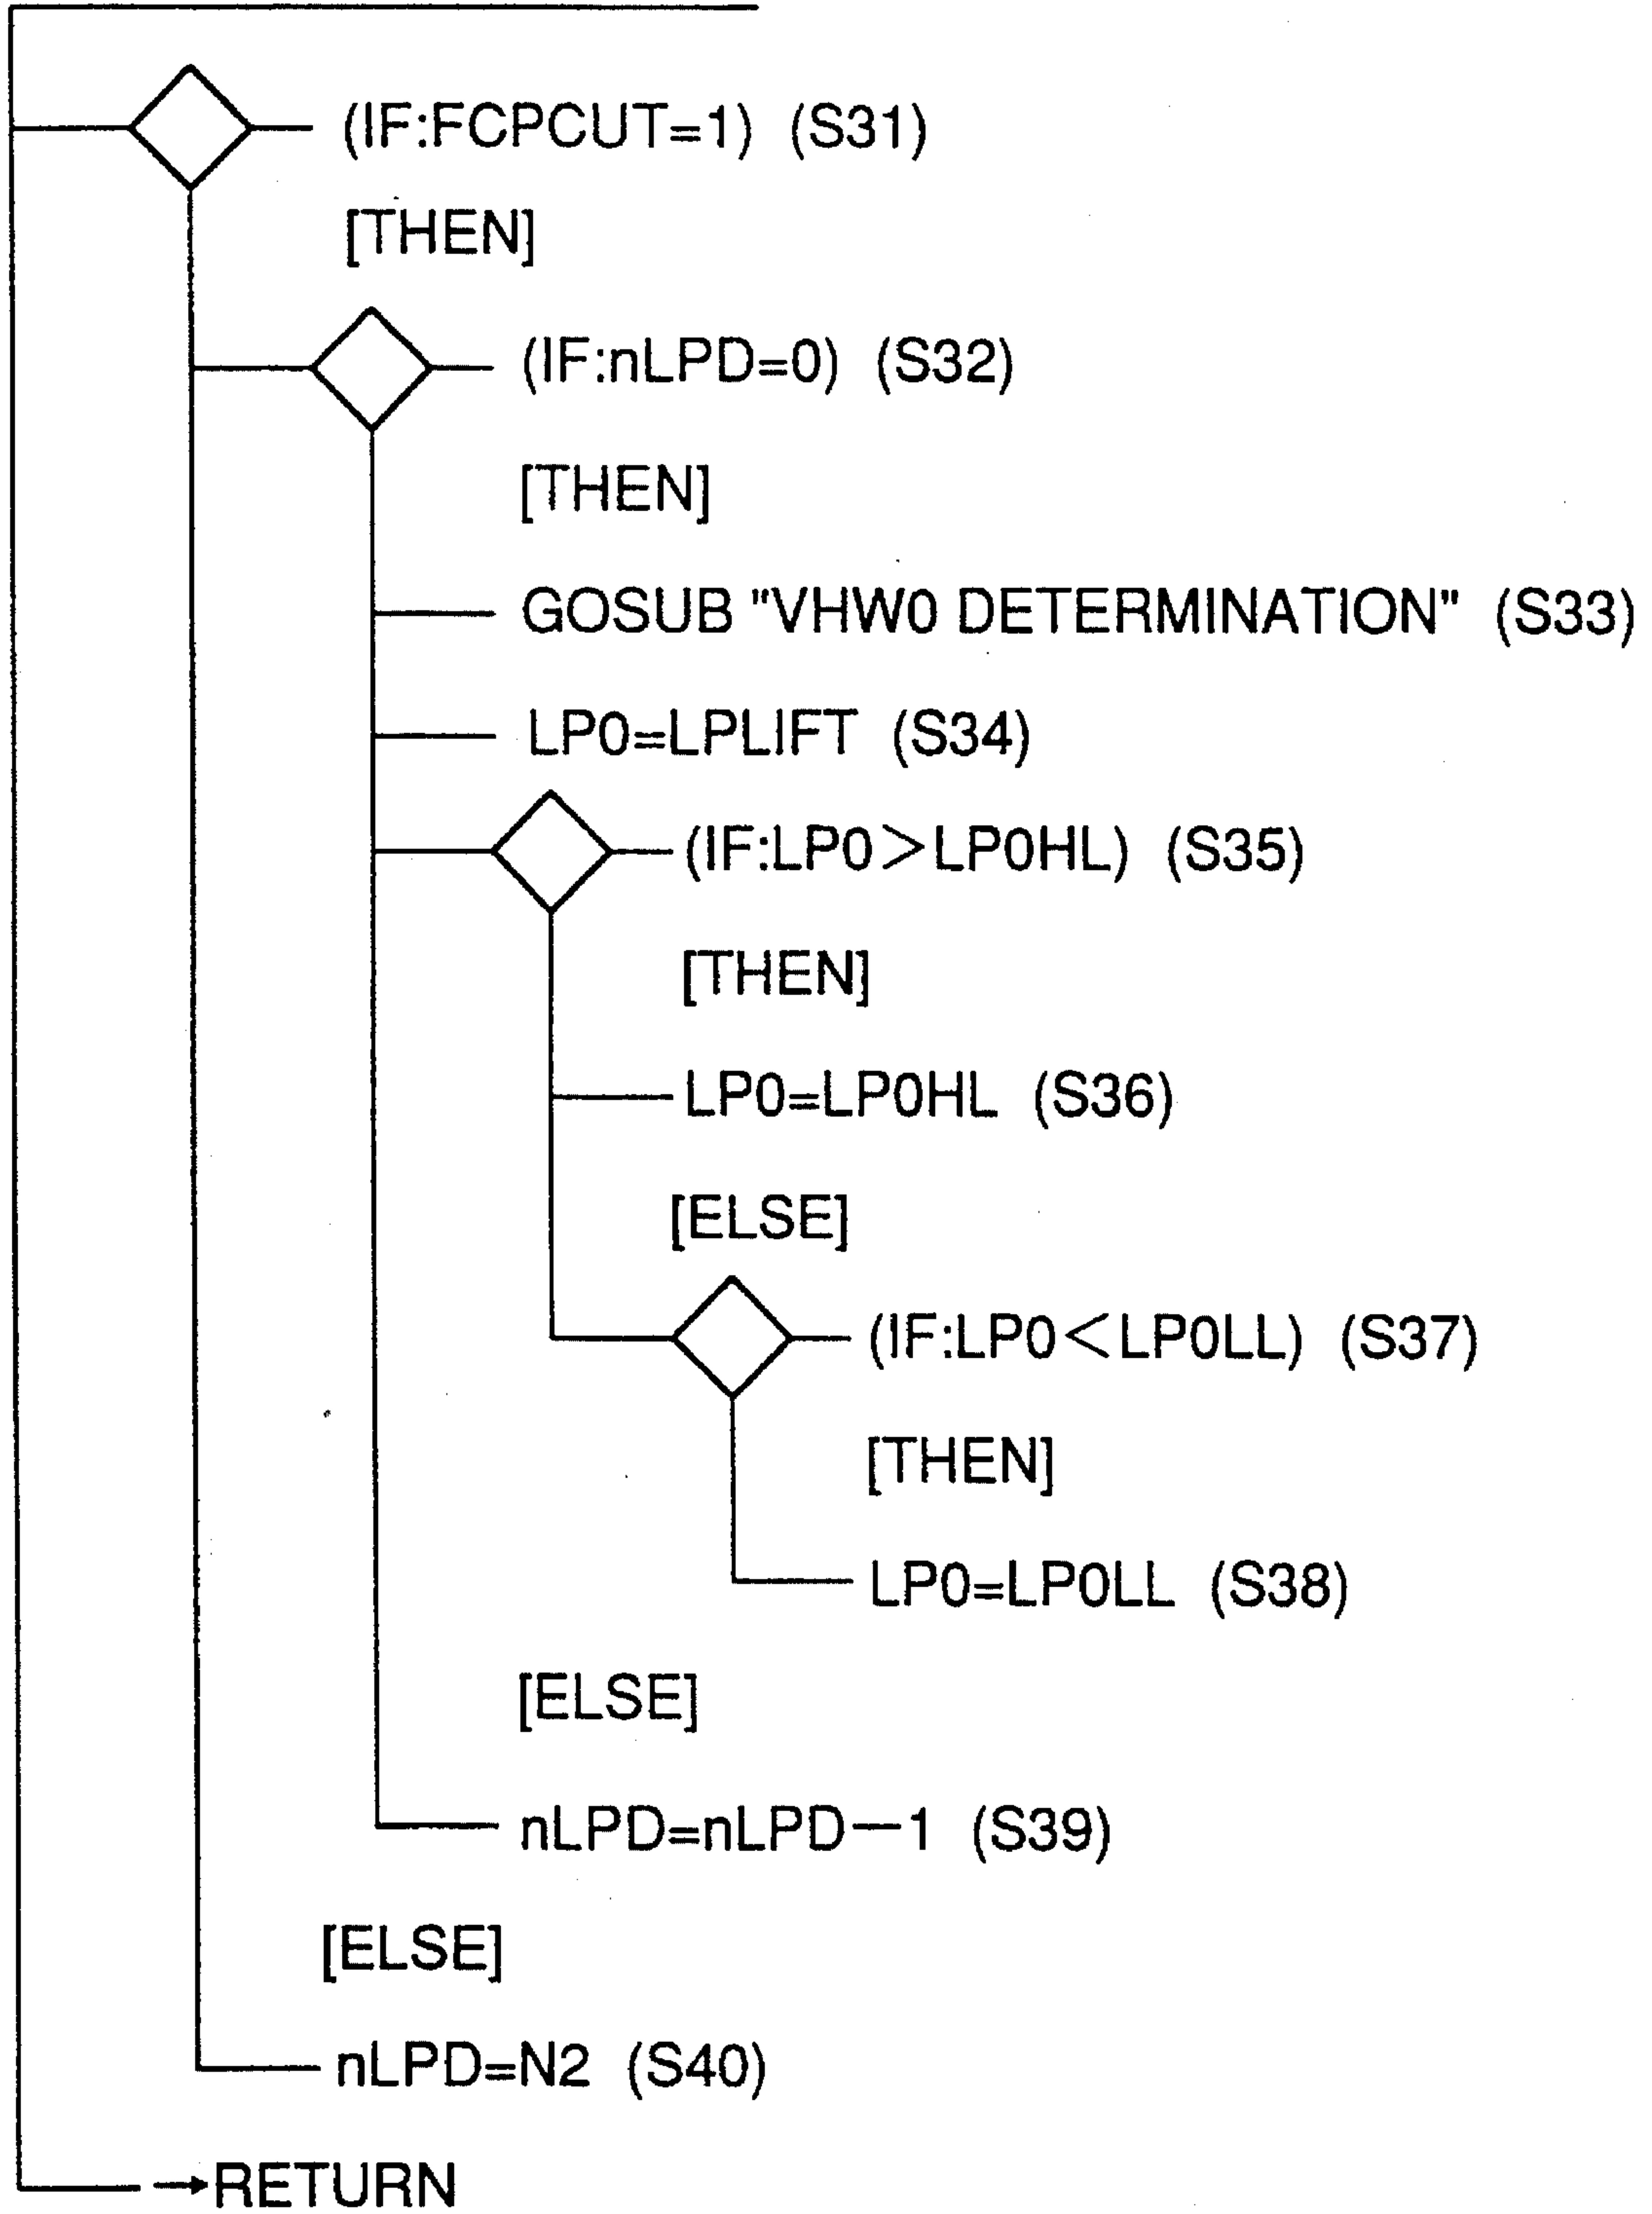 (IF:FCPCUT=1) (S31)
[THEN]
(IF:nLPD=0) (S32)
[THEN]
GOSUB "VHW0 DETERMINATION" (S33)
LP0=LPLIFT (S34)
(IF:LP0>LP0HL) (S35)
[THEN]
LP0=LP0HL (S36)
[ELSE]
(IF:LP0<LP0LL) (S37)
[THEN]
LP0=LP0LL (S38)
[ELSE]
nLPD=nLPD−1 (S39)
[ELSE]
nLPD=N2 (S40)
→RETURN